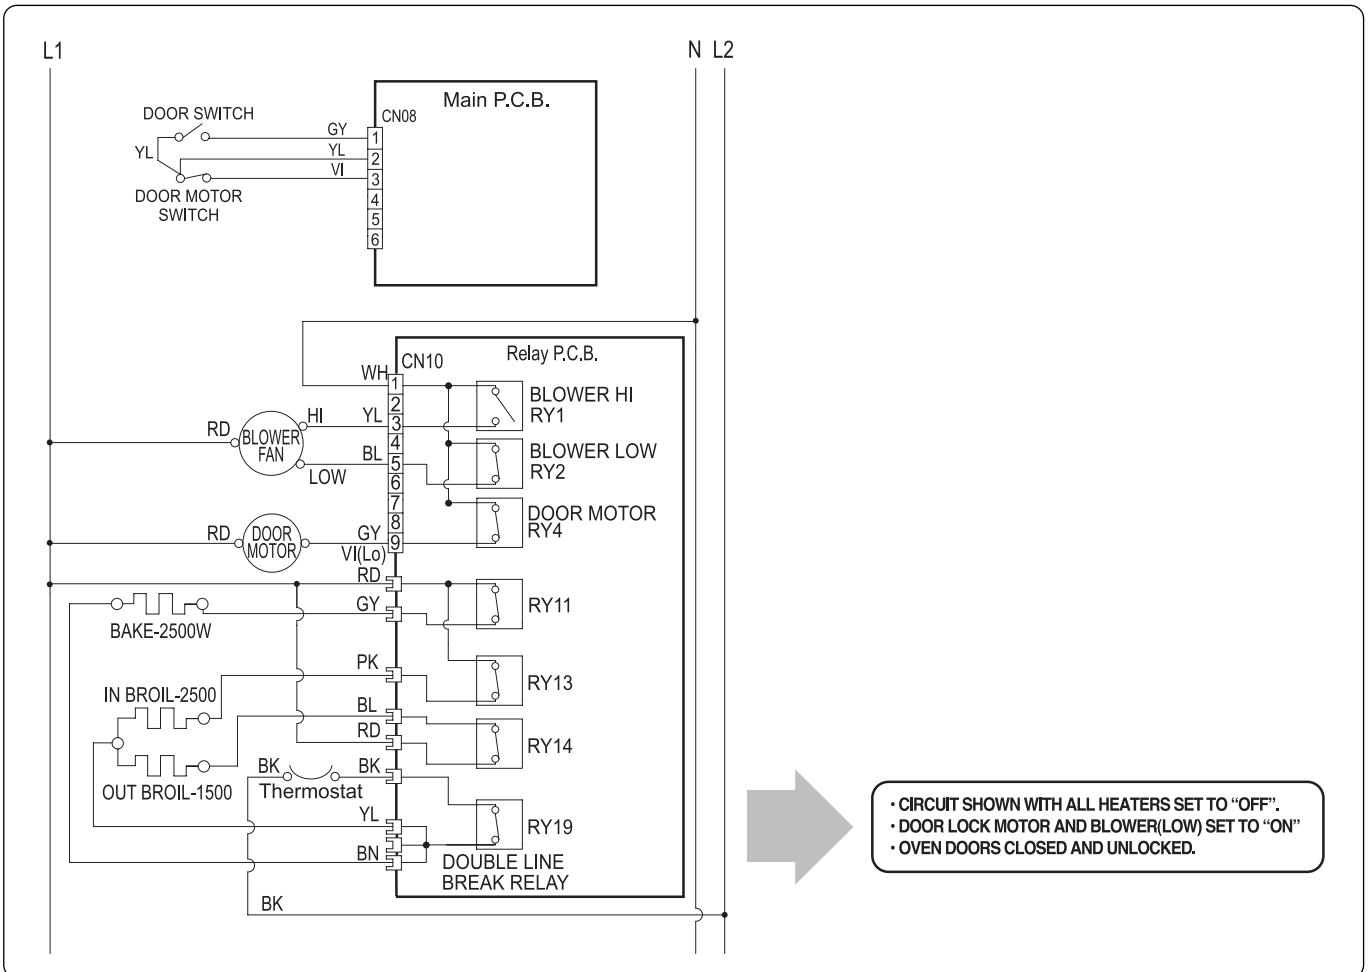 L1
N L2
Main P.C.B.
CN08
DOOR SWITCH
GY
1
YL
YL
2
VI
3
DOOR MOTOR
SWITCH
4
5
6
Relay P.C.B.
CN10
WH
1
BLOWER HI
RY1
2
HI
YL
3
RD
BLOWER
FAN
4
BL
5
LOW
BLOWER LOW
RY2
6
7
8
DOOR MOTOR
RY4
RD
DOOR
MOTOR
GY
9
VI(Lo)
RD
GY
RY11
BAKE-2500W
PK
RY13
IN BROIL-2500
BL
RD
RY14
OUT BROIL-1500
BK
BK
Thermostat
YL
RY19
BN
DOUBLE LINE
BREAK RELAY
BK
· CIRCUIT SHOWN WITH ALL HEATERS SET TO “OFF”.
· DOOR LOCK MOTOR AND BLOWER(LOW) SET TO “ON”
· OVEN DOORS CLOSED AND UNLOCKED.